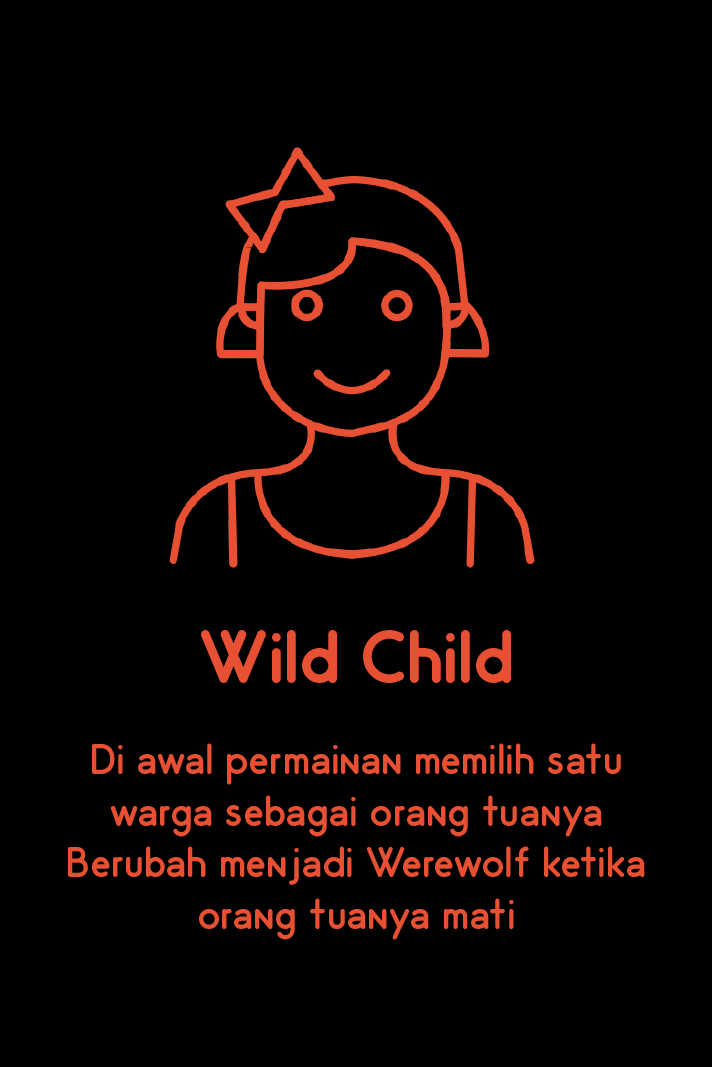 Wild Child
Di awal permainan memilih satu
warga sebagai orang tuanya
Berubah menjadi Werewolf ketika
orang tuanya mati